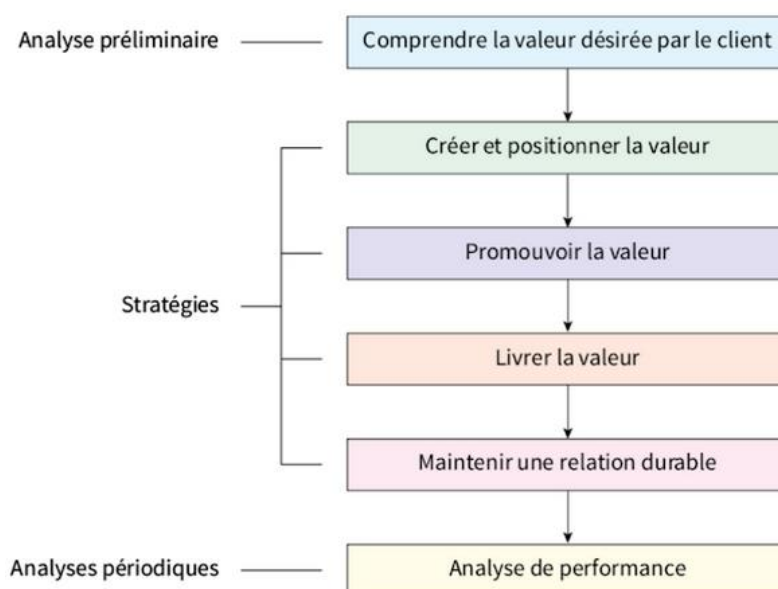 Analyse préliminaire
Comprendre la valeur désirée par le client
Créer et positionner la valeur
Promouvoir la valeur
Stratégies
Livrer la valeur
Maintenir une relation durable
Analyses périodiques
Analyse de performance